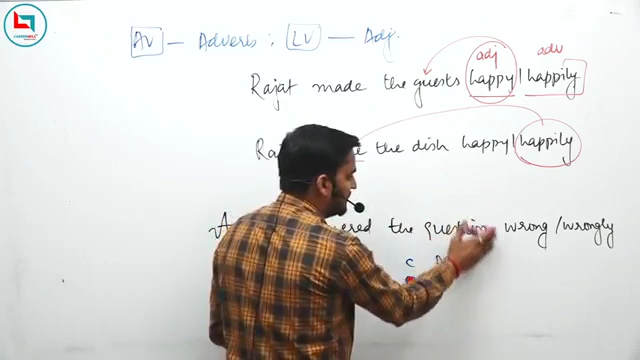 CAREERWILL
AV — Adverb : LV — Adj.
adj adv
Rajat made the guests happy / happily
the dish happy / happily
the question wrong / wrongly
C